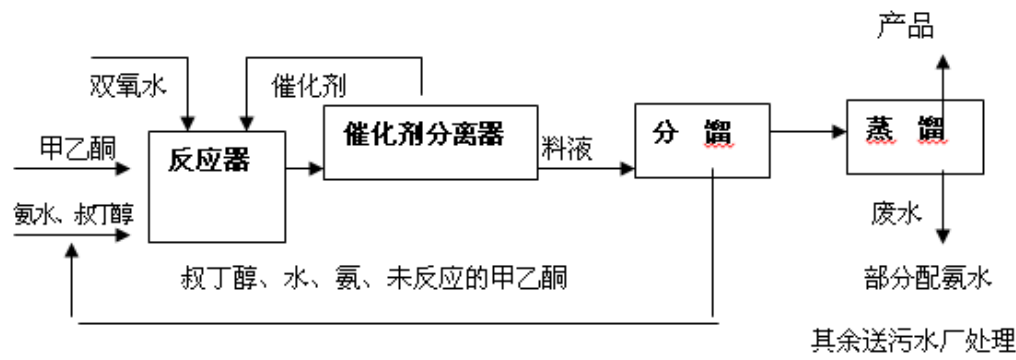 产品
双氧水
催化剂
甲乙酮
反应器
催化剂分离器
料液
分 馏
蒸 馏
氨水、叔丁醇
废水
叔丁醇、水、氨、未反应的甲乙酮
部分配氨水
其余送污水厂处理